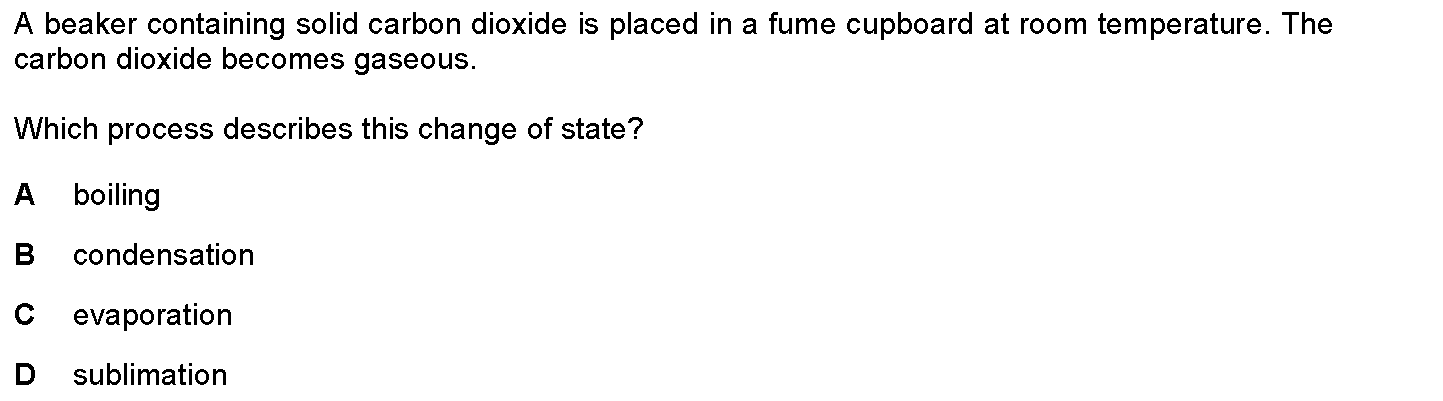 A beaker containing solid carbon dioxide is placed in a fume cupboard at room temperature. The
carbon dioxide becomes gaseous.
Which process describes this change of state?
A boiling
B condensation
C evaporation
D sublimation